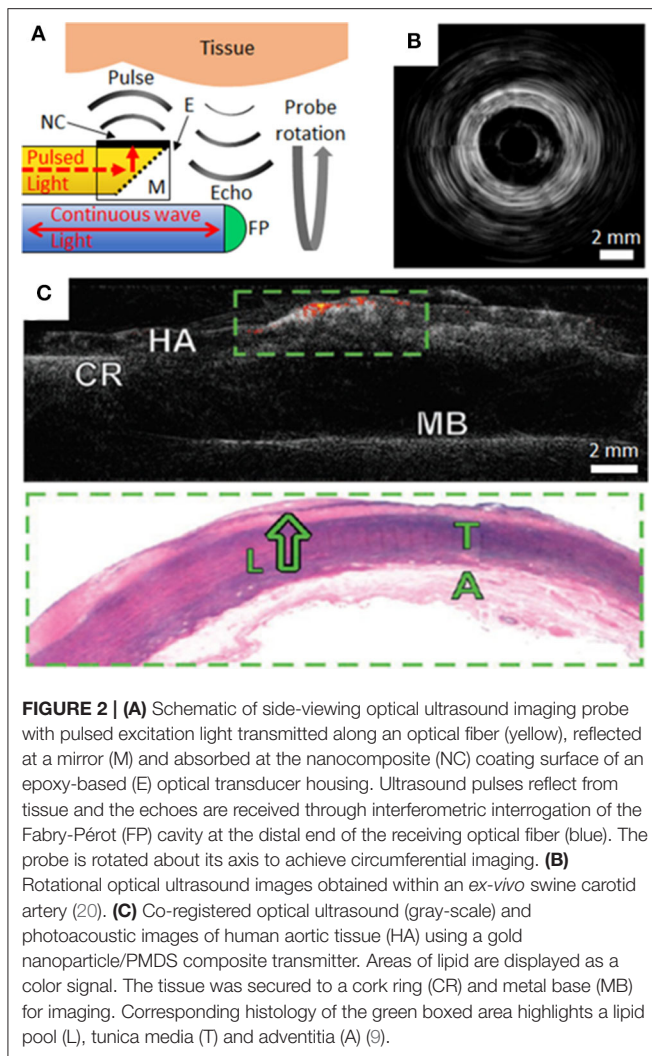 A
Tissue
Pulse
E
NC
Probe
rotation
Pulsed
Light
M
Echo
Continuous wave
Light
FP
B
2 mm
C
HA
CR
MB
2 mm
L
T
A
FIGURE 2 | (A) Schematic of side-viewing optical ultrasound imaging probe
with pulsed excitation light transmitted along an optical fiber (yellow), reflected
at a mirror (M) and absorbed at the nanocomposite (NC) coating surface of an
epoxy-based (E) optical transducer housing. Ultrasound pulses reflect from
tissue and the echoes are received through interferometric interrogation of the
Fabry-Pérot (FP) cavity at the distal end of the receiving optical fiber (blue). The
probe is rotated about its axis to achieve circumferential imaging. (B)
Rotational optical ultrasound images obtained within an ex-vivo swine carotid
artery (20). (C) Co-registered optical ultrasound (gray-scale) and
photoacoustic images of human aortic tissue (HA) using a gold
nanoparticle/PMDS composite transmitter. Areas of lipid are displayed as a
color signal. The tissue was secured to a cork ring (CR) and metal base (MB)
for imaging. Corresponding histology of the green boxed area highlights a lipid
pool (L), tunica media (T) and adventitia (A) (9).